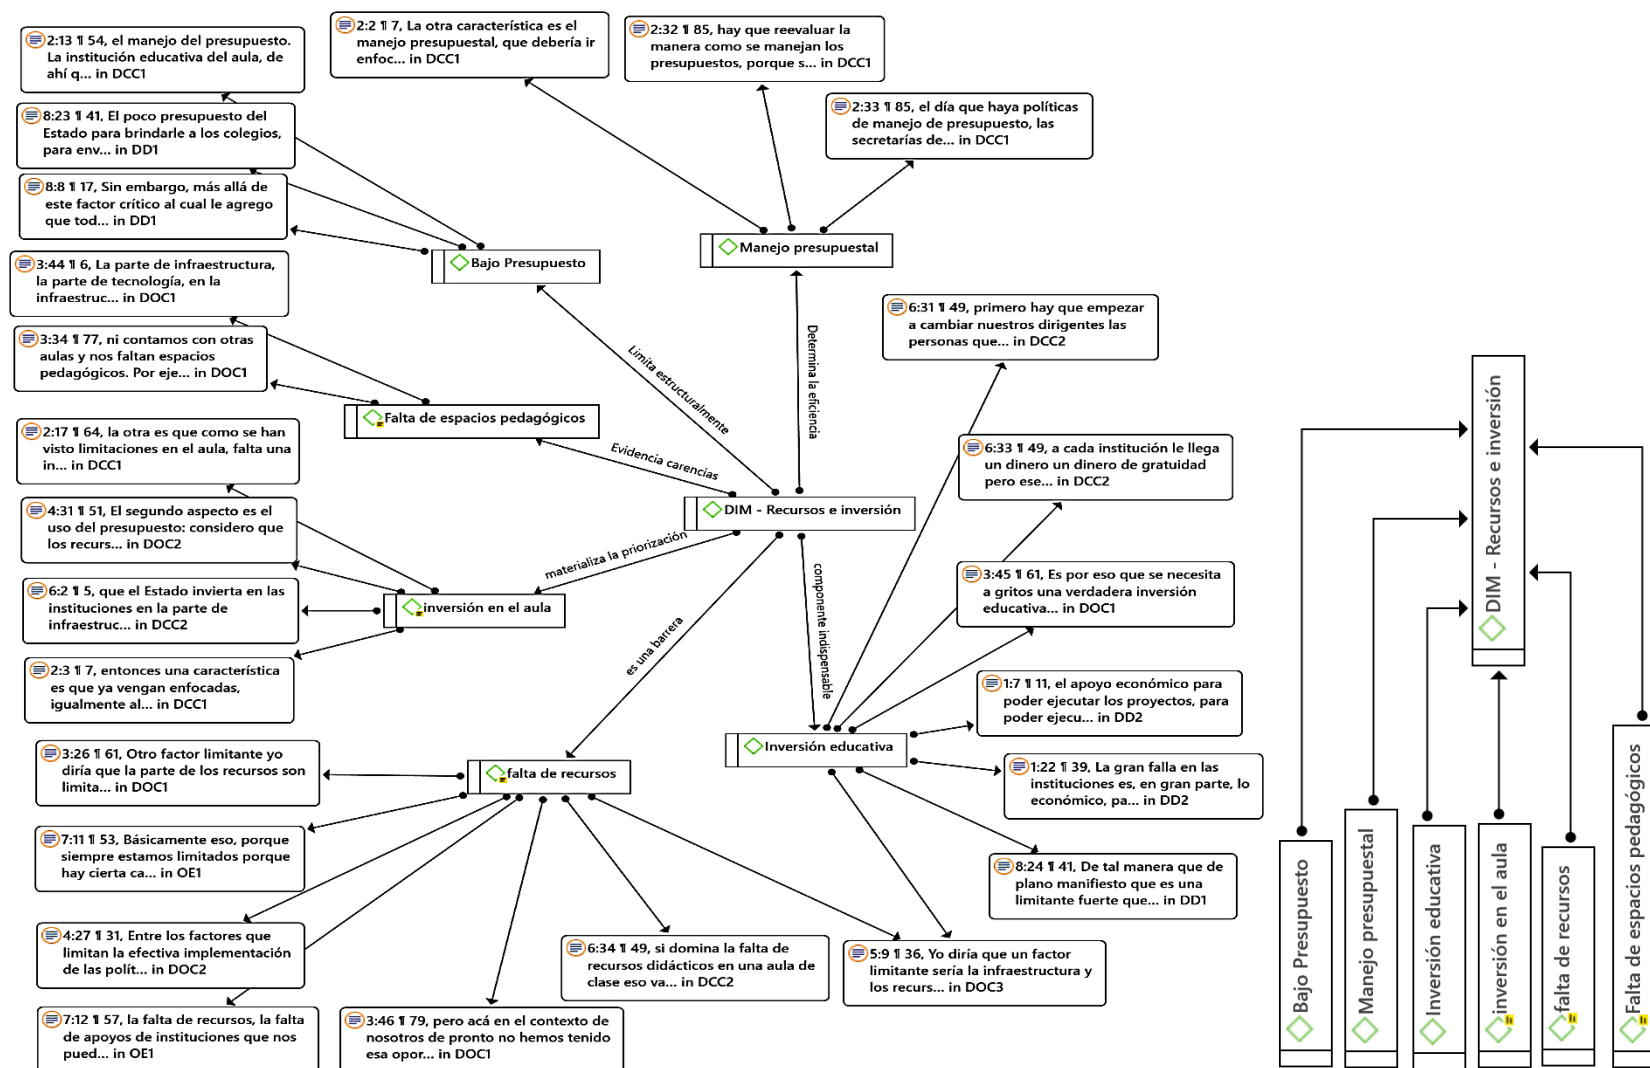 2:13 ¶ 54, el manejo del presupuesto.
La institución educativa del aula, de
ahí q... in DCC1
2:2 ¶ 7, La otra característica es el
manejo presupuestal, que debería ir
enfoc... in DCC1
2:32 ¶ 85, hay que reevaluar la
manera como se manejan los
presupuestos, porque s... in DCC1
8:23 ¶ 41, El poco presupuesto del
Estado para brindarle a los colegios,
para env... in DD1
2:33 ¶ 85, el día que haya políticas
de manejo de presupuesto, las
secretarías de... in DCC1
8:8 ¶ 17, Sin embargo, más allá de
este factor crítico al cual le agrego
que tod... in DD1
Bajo Presupuesto
Manejo presupuestal
3:44 ¶ 6, La parte de infraestructura,
la parte de tecnología, en la
infraestruc... in DOC1
6:31 ¶ 49, primero hay que empezar
a cambiar nuestros dirigentes las
personas que... in DCC2
3:34 ¶ 77, ni contamos con otras
aulas y nos faltan espacios
pedagógicos. Por eje... in DOC1
Limita estructuralmente
Determina la eficiencia
Falta de espacios pedagógicos
Evidencia carencias
2:17 ¶ 64, la otra es que como se han
visto limitaciones en el aula, falta una
in... in DCC1
6:33 ¶ 49, a cada institución le llega
un dinero un dinero de gratuidad
pero ese... in DCC2
DIM - Recursos e inversión
4:31 ¶ 51, El segundo aspecto es el
uso del presupuesto: considero que
los recurs... in DOC2
materializa la priorización
componente indispensable
3:45 ¶ 61, Es por eso que se necesita
a gritos una verdadera inversión
educativa... in DOC1
6:2 ¶ 5, que el Estado invierta en las
instituciones en la parte de
infraestruc... in DCC2
inversión en el aula
es una barrera
2:3 ¶ 7, entonces una característica
es que ya vengan enfocadas,
igualmente al... in DCC1
1:7 ¶ 11, el apoyo económico para
poder ejecutar los proyectos, para
poder ejecu... in DD2
Inversión educativa
3:26 ¶ 61, Otro factor limitante yo
diría que la parte de los recursos son
limita... in DOC1
falta de recursos
1:22 ¶ 39, La gran falla en las
instituciones es, en gran parte, lo
económico, pa... in DD2
7:11 ¶ 53, Básicamente eso, porque
siempre estamos limitados porque
hay cierta ca... in OE1
8:24 ¶ 41, De tal manera que de
plano manifiesto que es una
limitante fuerte que... in DD1
4:27 ¶ 31, Entre los factores que
limitan la efectiva implementación
de las polít... in DOC2
6:34 ¶ 49, si domina la falta de
recursos didácticos en una aula de
clase eso va... in DCC2
5:9 ¶ 36, Yo diría que un factor
limitante sería la infraestructura y
los recurs... in DOC3
7:12 ¶ 57, la falta de recursos, la falta
de apoyos de instituciones que nos
pued... in OE1
3:46 ¶ 79, pero acá en el contexto de
nosotros de pronto no hemos tenido
esa opor... in DOC1
DIM - Recursos e inversión
Bajo Presupuesto
Manejo presupuestal
Inversión educativa
inversión en el aula
falta de recursos
Falta de espacios pedagógicos